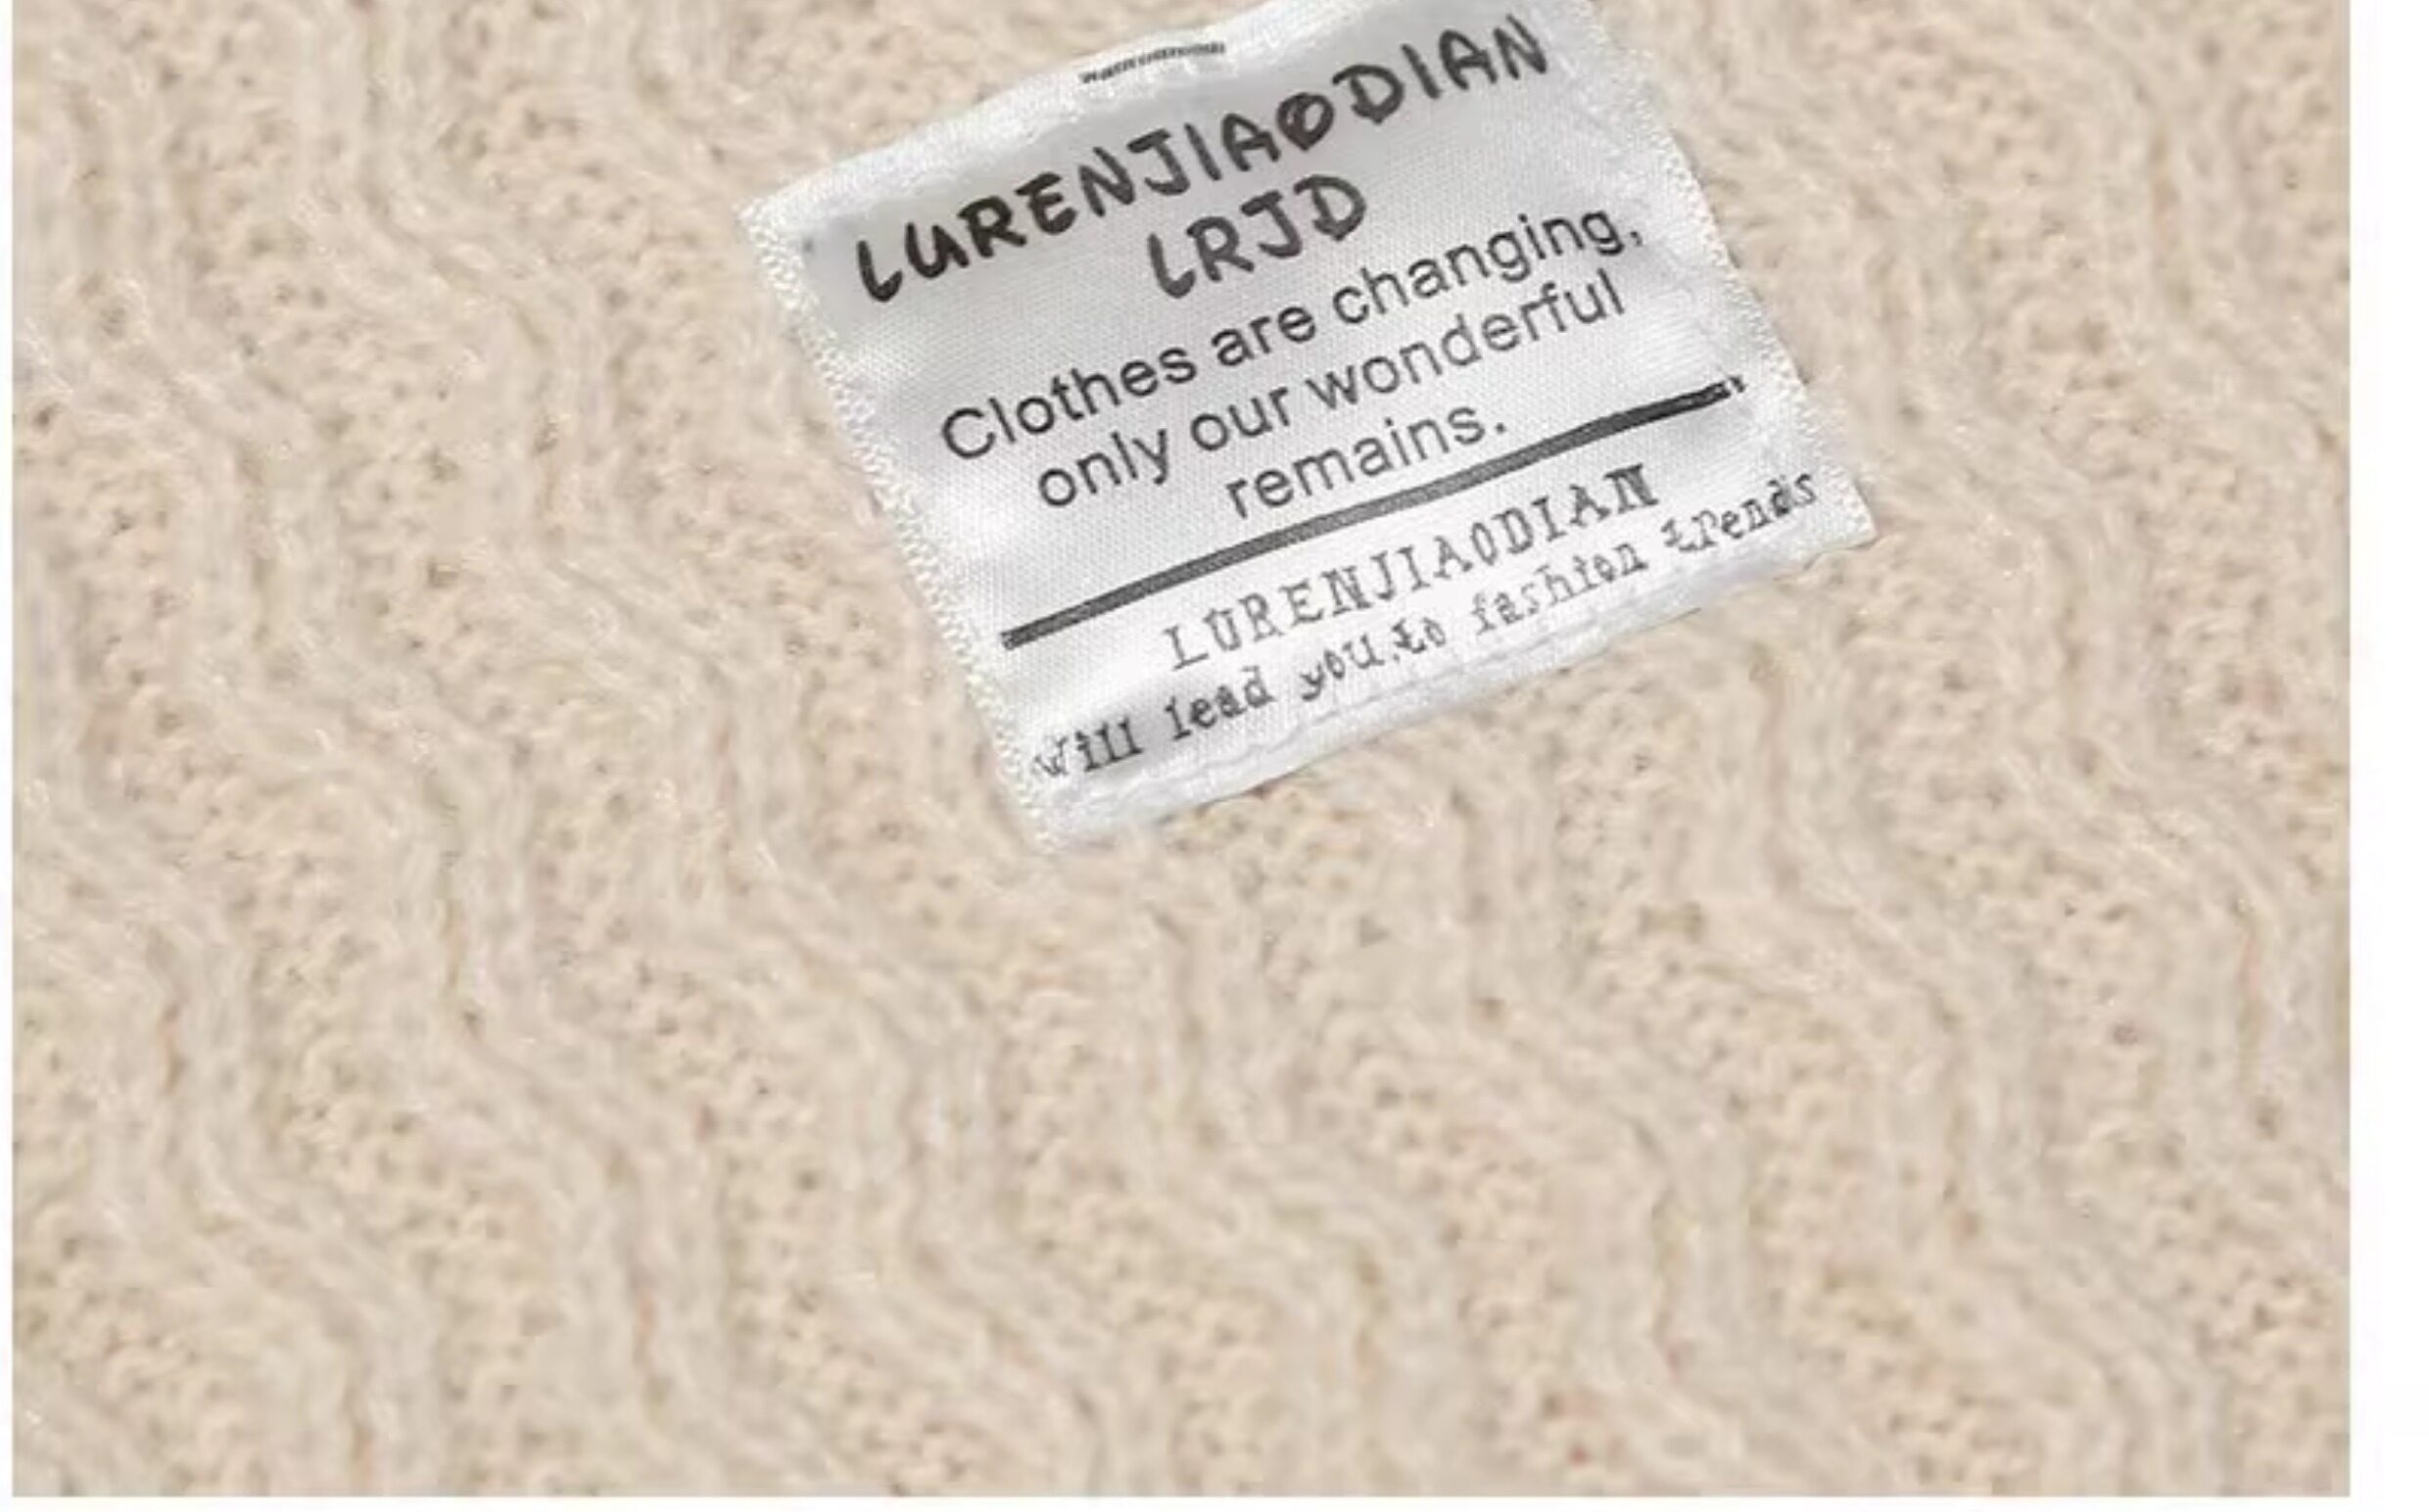 LURENJIAODIAN
LRJD
Clothes are changing,
only our wonderful
remains.
LURENJIAODIAN
Will lead you to fashion trends